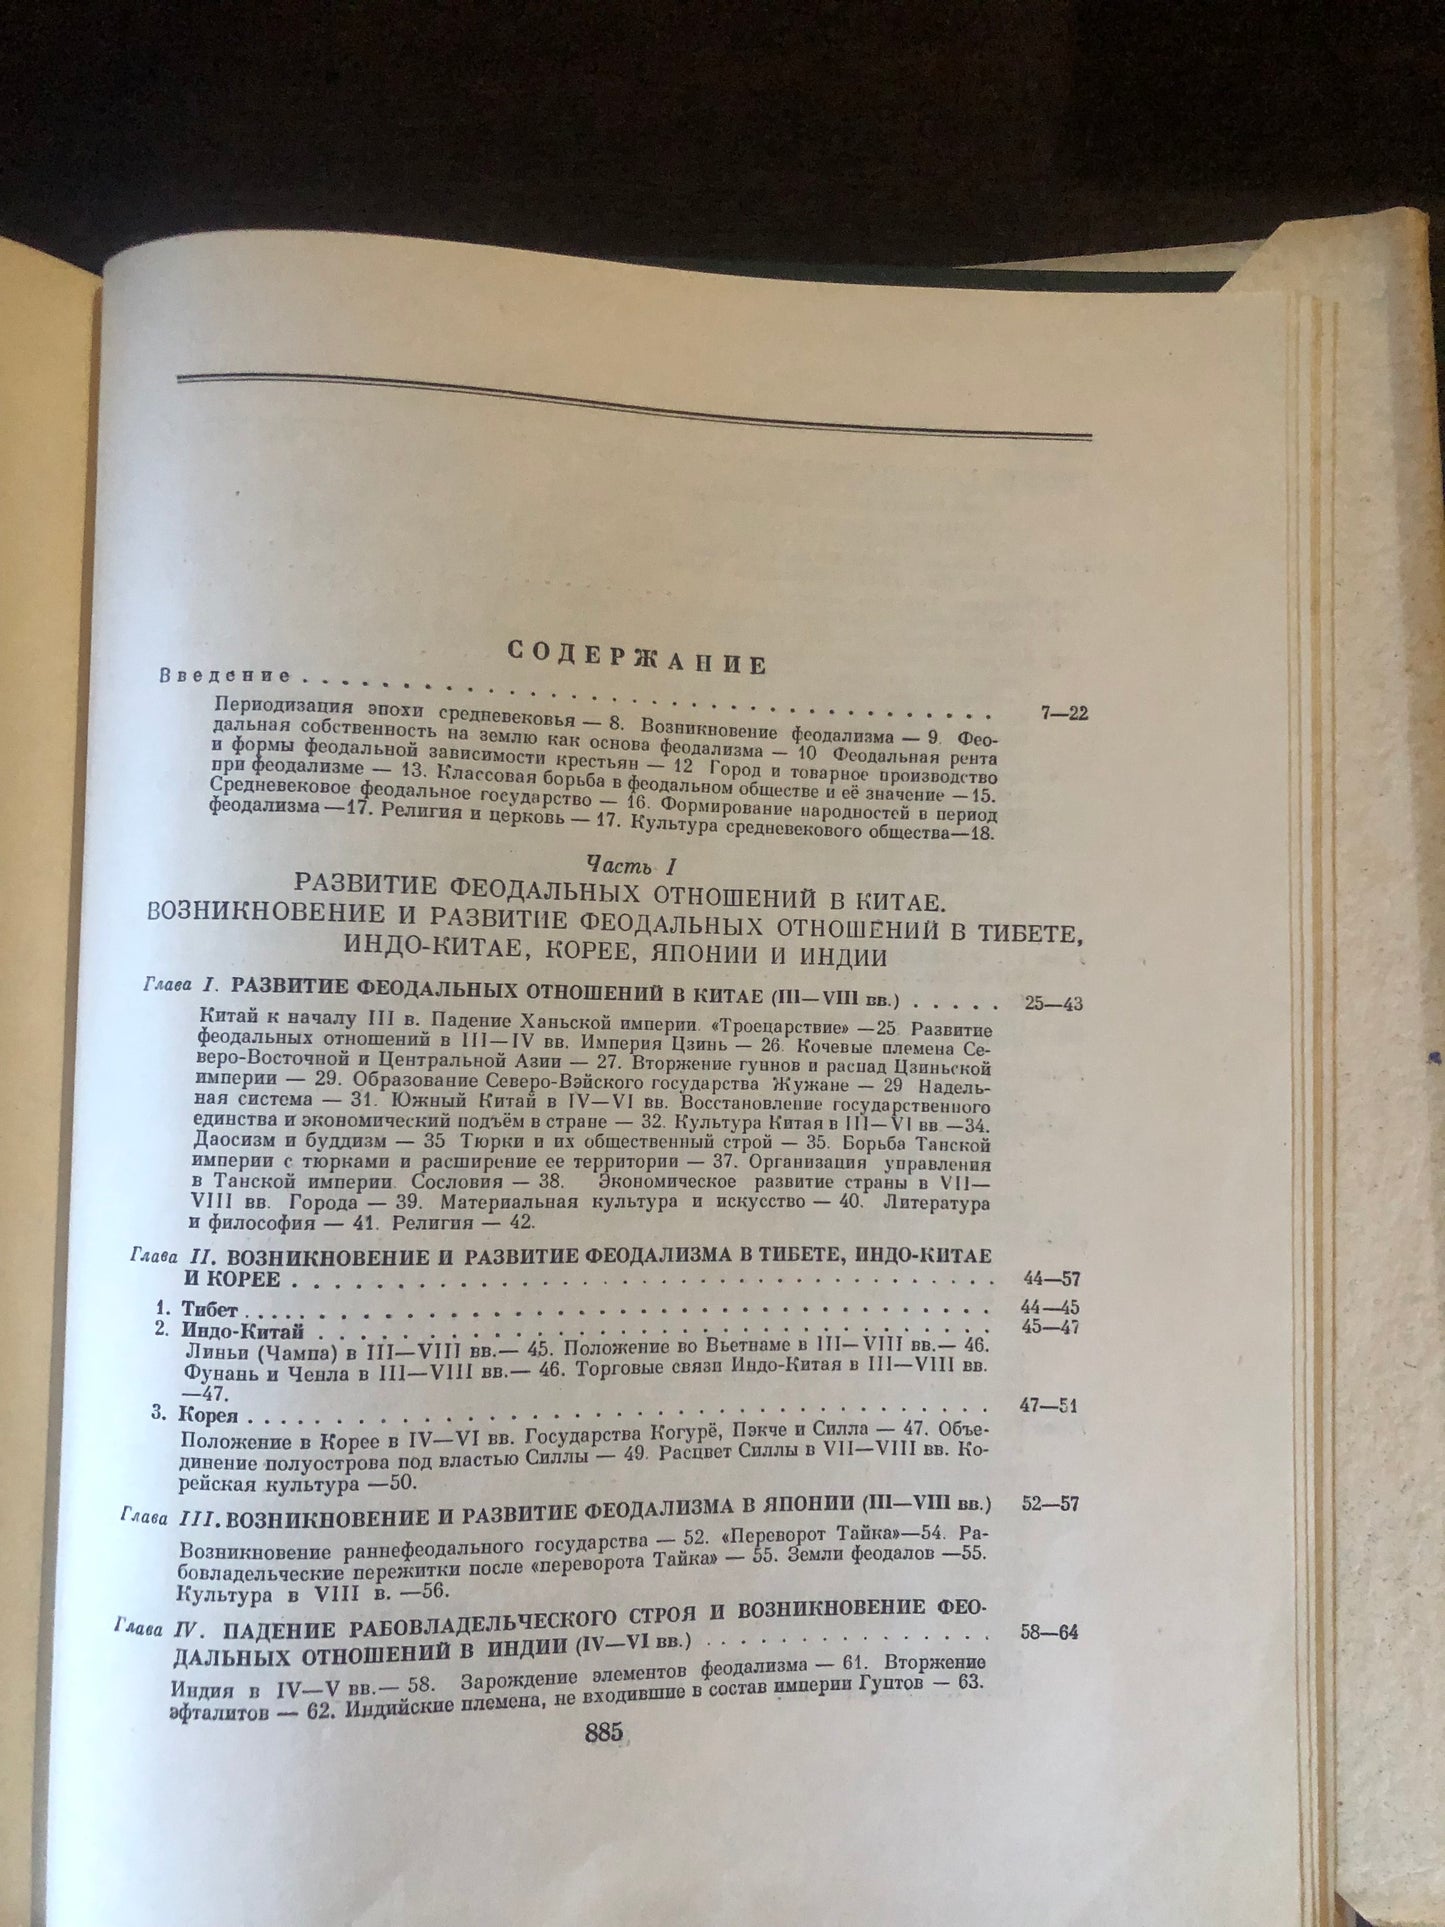 СОДЕРЖАНИЕ
Введение . . . . . . . . . . . . . . . . . . . . . . . . . . . . . . . . 7—22
Периодизация эпохи средневековья — 8. Возникновение феодализма — 9. Фео-
дальная собственность на землю как основа феодализма — 10 Феодальная рента
и формы феодальной зависимости крестьян — 12 Город и товарное производство
при феодализме — 13. Классовая борьба в феодальном обществе и её значение —15.
Средневековое феодальное государство — 16. Формирование народностей в период
феодализма—17. Религия и церковь — 17. Культура средневекового общества—18.
Часть I
РАЗВИТИЕ ФЕОДАЛЬНЫХ ОТНОШЕНИЙ В КИТАЕ.
ВОЗНИКНОВЕНИЕ И РАЗВИТИЕ ФЕОДАЛЬНЫХ ОТНОШЕНИЙ В ТИБЕТЕ,
ИНДО-КИТАЕ, КОРЕЕ, ЯПОНИИ И ИНДИИ
Глава I. РАЗВИТИЕ ФЕОДАЛЬНЫХ ОТНОШЕНИЙ В КИТАЕ (III—VIII вв.) . . . . . 25—43
Китай к началу III в. Падение Ханьской империи. «Троецарствие» —25. Развитие
феодальных отношений в III—IV вв. Империя Цзинь — 26. Кочевые племена Се-
веро-Восточной и Центральной Азии — 27. Вторжение гуннов и распад Цзиньской
империи — 29. Образование Северо-Вэйского государства Жужане — 29 Надель-
ная система — 31. Южный Китай в IV—VI вв. Восстановление государственного
единства и экономический подъём в стране — 32. Культура Китая в III—VI вв —34.
Даосизм и буддизм — 35 Тюрки и их общественный строй — 35. Борьба Танской
империи с тюрками и расширение ее территории — 37. Организация управления
в Танской империи. Сословия — 38. Экономическое развитие страны в VII—
VIII вв. Города — 39. Материальная культура и искусство — 40. Литература
и философия — 41. Религия — 42.
Глава II. ВОЗНИКНОВЕНИЕ И РАЗВИТИЕ ФЕОДАЛИЗМА В ТИБЕТЕ, ИНДО-КИТАЕ
И КОРЕЕ . . . . . . . . . . . . . . . . . . . . . . . . . . . . . . 44—57
1. Тибет . . . . . . . . . . . . . . . . . . . . . . . . . . . . . . 44—45
2. Индо-Китай . . . . . . . . . . . . . . . . . . . . . . . . . . . 45—47
Линьи (Чампа) в III—VIII вв.— 45. Положение во Вьетнаме в III—VIII вв.— 46.
Фунань и Ченла в III—VIII вв.— 46. Торговые связи Индо-Китая в III—VIII вв.
—47.
3. Корея . . . . . . . . . . . . . . . . . . . . . . . . . . . . . . 47—51
Положение в Корее в IV—VI вв. Государства Когурё, Пэкче и Силла — 47. Объе-
динение полуострова под властью Силлы — 49. Расцвет Силлы в VII—VIII вв. Ко-
рейская культура —50.
Глава III. ВОЗНИКНОВЕНИЕ И РАЗВИТИЕ ФЕОДАЛИЗМА В ЯПОНИИ (III—VIII вв.) 52—57
Возникновение раннефеодального государства — 52. «Переворот Тайка»—54. Ра-
бовладельческие пережитки после «переворота Тайка» — 55. Земли феодалов —55.
Культура в VIII в. —56.
Глава IV. ПАДЕНИЕ РАБОВЛАДЕЛЬЧЕСКОГО СТРОЯ И ВОЗНИКНОВЕНИЕ ФЕО-
ДАЛЬНЫХ ОТНОШЕНИЙ В ИНДИИ (IV—VI вв.) . . . . . . . . . . . . 58—64
Индия в IV—V вв.— 58. Зарождение элементов феодализма — 61. Вторжение
эфталитов — 62. Индийские племена, не входившие в состав империи Гуптов — 63.
885